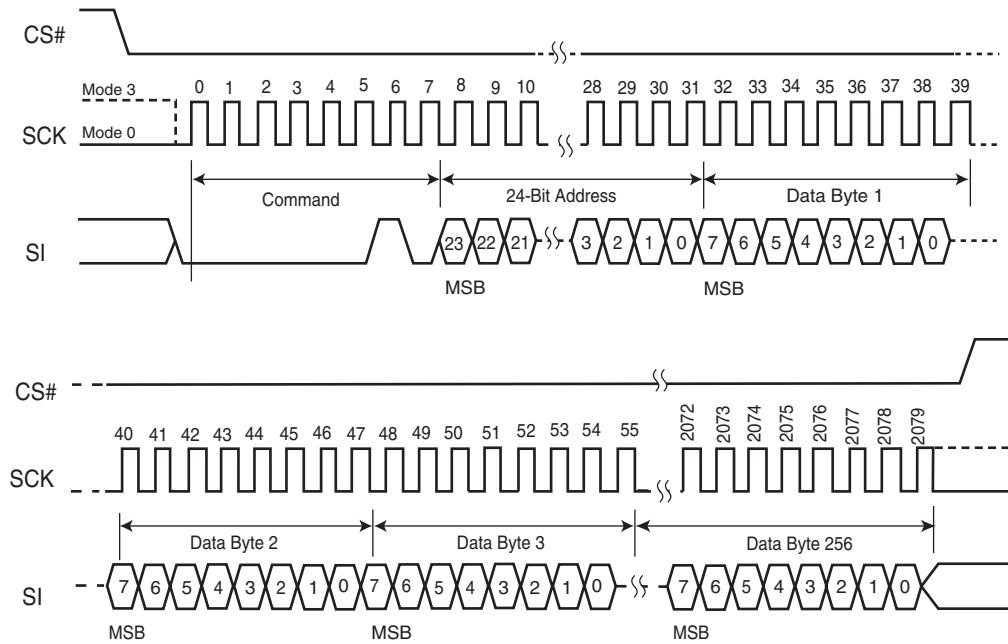 CS#
Mode 3
0 1 2 3 4 5 6 7 8 9 10 28 29 30 31 32 33 34 35 36 37 38 39
SCK
Mode 0
Command 24-Bit Address Data Byte 1
SI
23 22 21 3 2 1 0 7 6 5 4 3 2 1 0
MSB MSB
CS#
40 41 42 43 44 45 46 47 48 49 50 51 52 53 54 55 2072 2073 2074 2075 2076 2077 2078 2079
SCK
Data Byte 2 Data Byte 3 Data Byte 256
SI
7 6 5 4 3 2 1 0 7 6 5 4 3 2 1 0 7 6 5 4 3 2 1 0
MSB MSB MSB